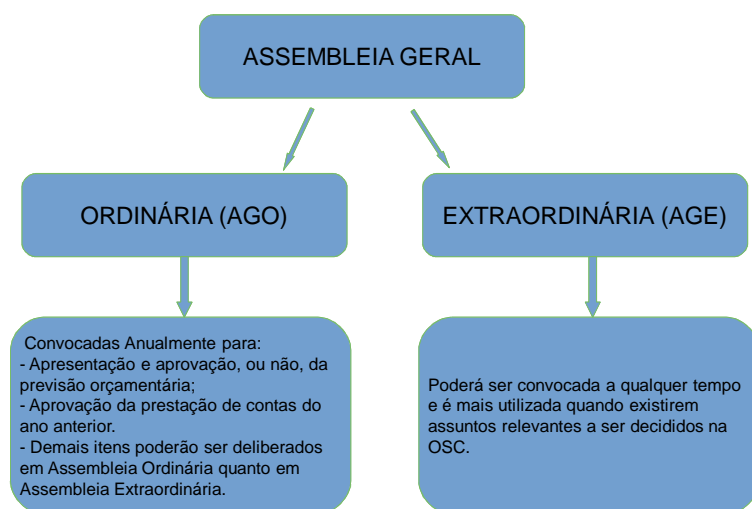 ASSEMBLEIA GERAL
ORDINÁRIA (AGO)
EXTRAORDINÁRIA (AGE)
Convocadas Anualmente para:
- Apresentação e aprovação, ou não, da
previsão orçamentária;
- Aprovação da prestação de contas do
ano anterior.
- Demais itens poderão ser deliberados
em Assembleia Ordinária quanto em
Assembleia Extraordinária.
Poderá ser convocada a qualquer tempo
e é mais utilizada quando existirem
assuntos relevantes a ser decididos na
OSC.